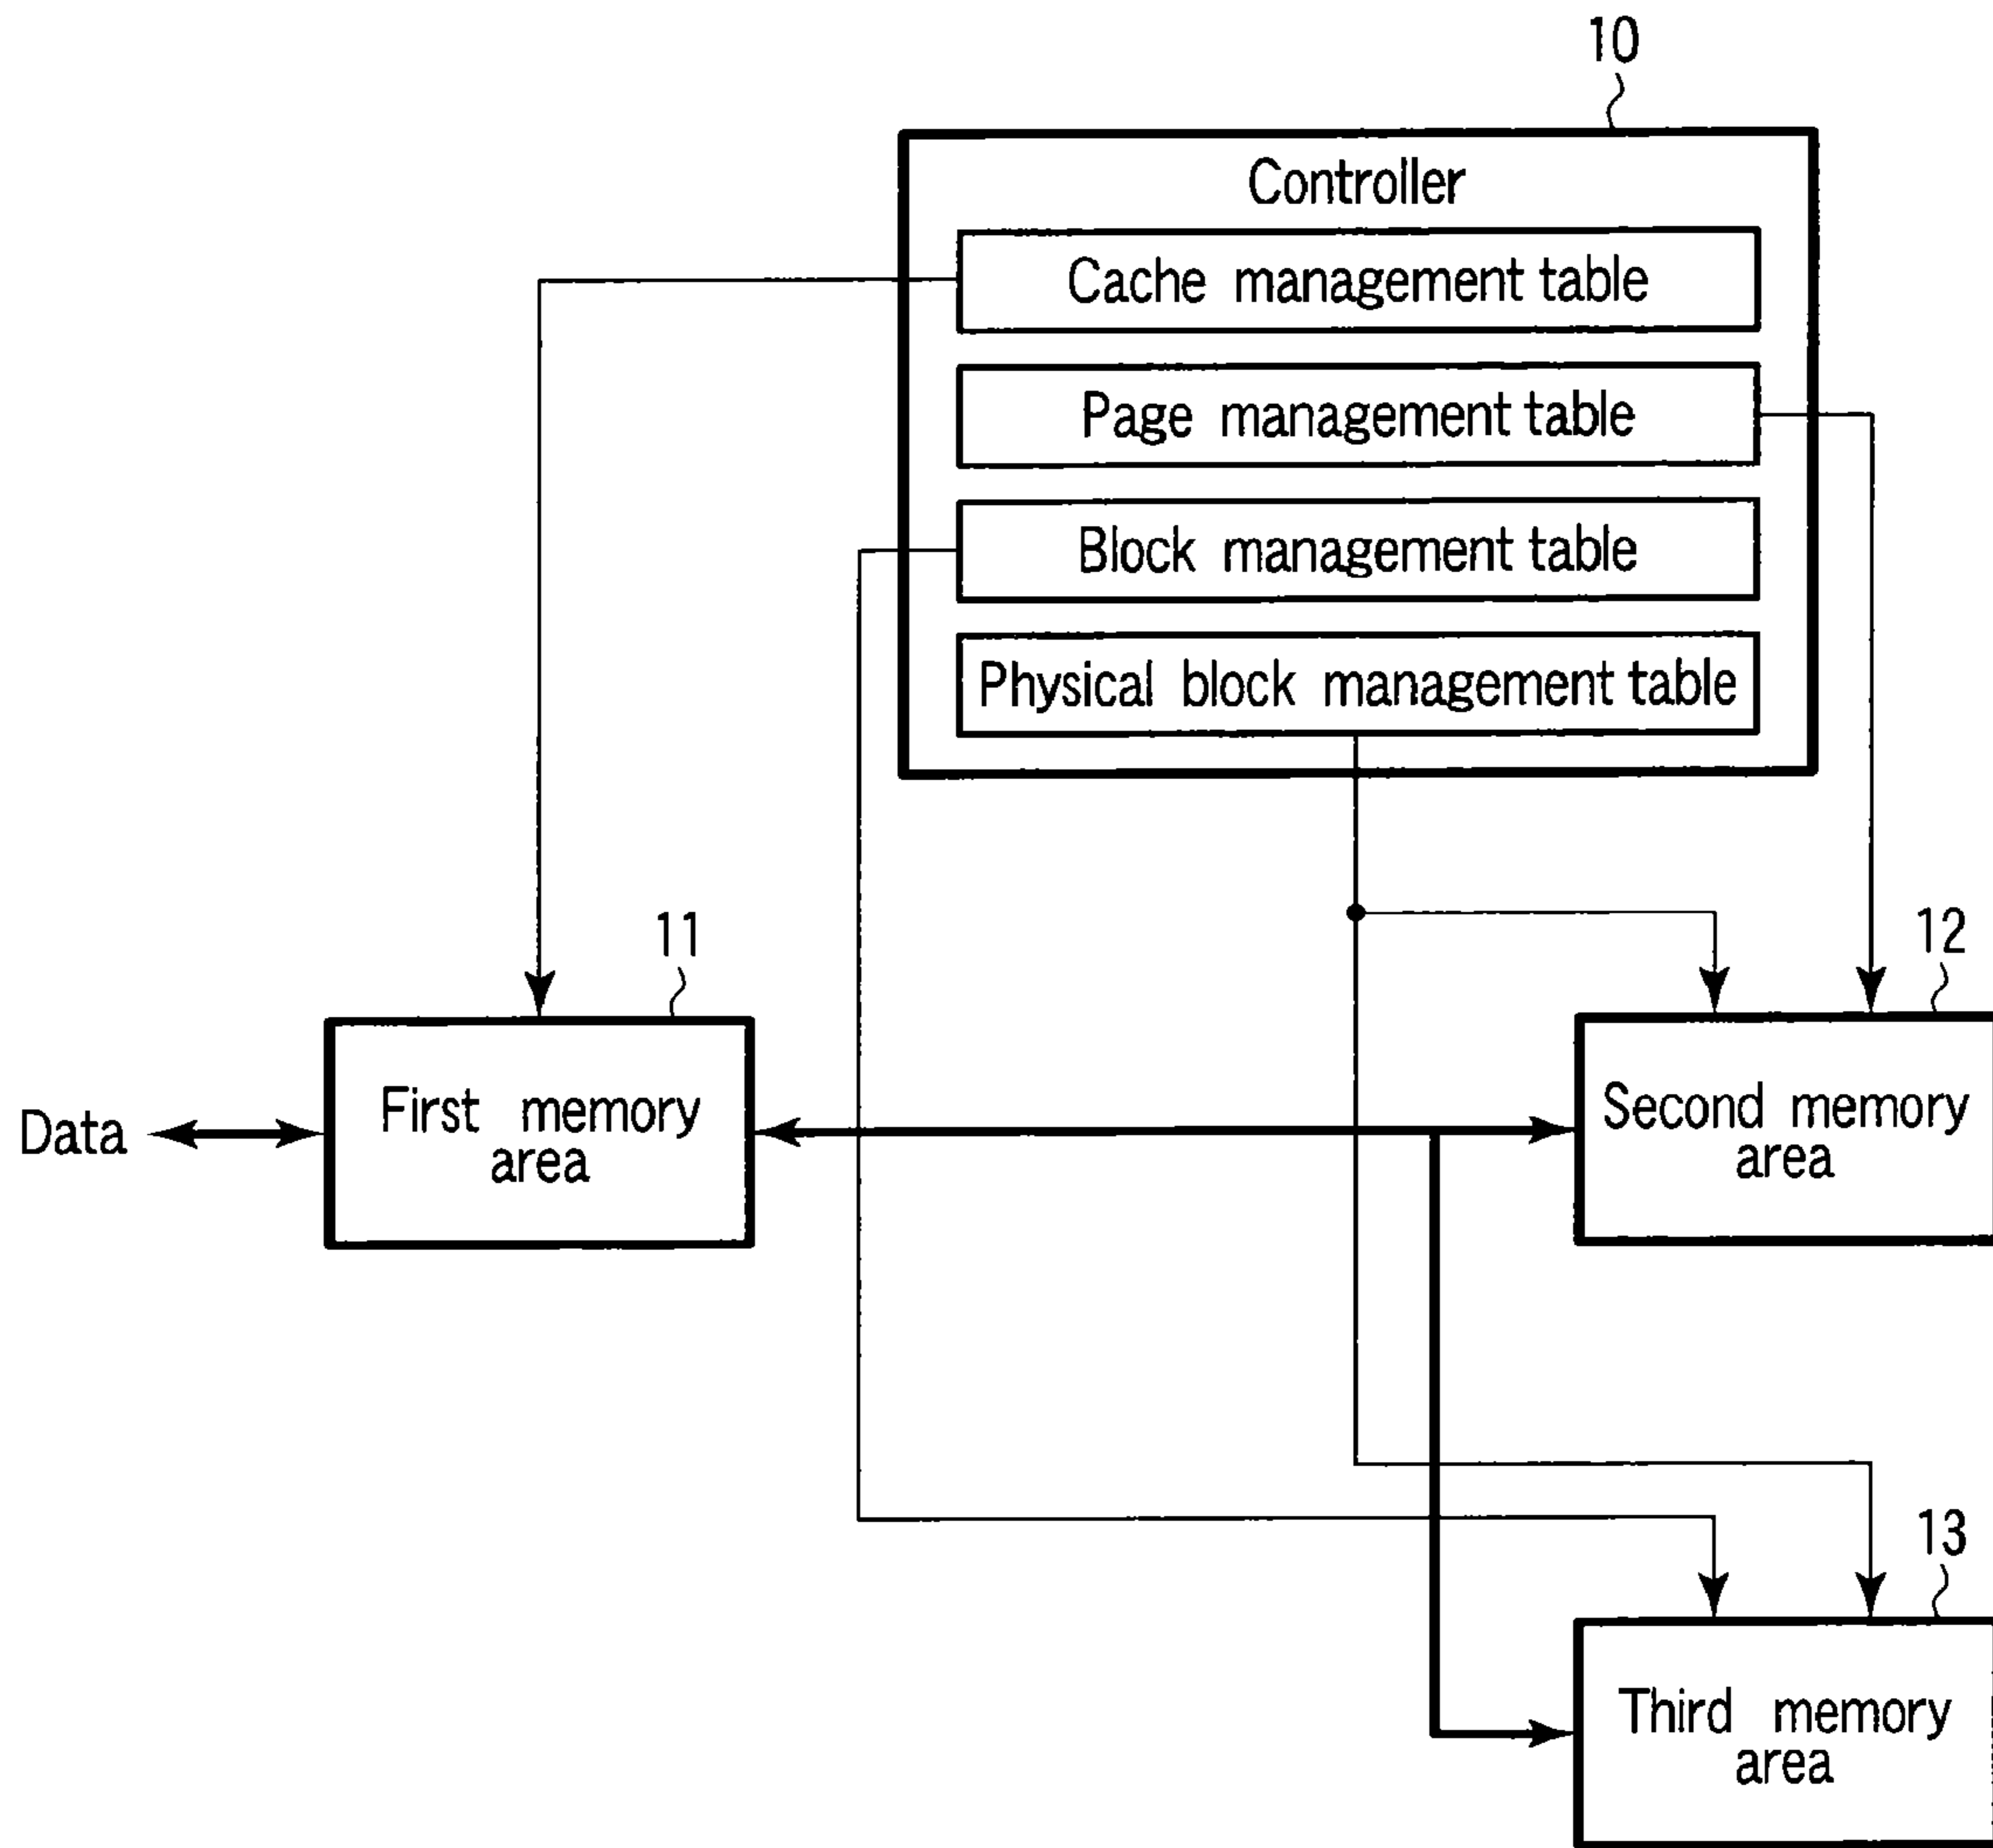 10
Controller
Cache management table
Page management table
Block management table
Physical block management table
11
12
Data
First memory
area
Second memory
area
13
Third memory
area